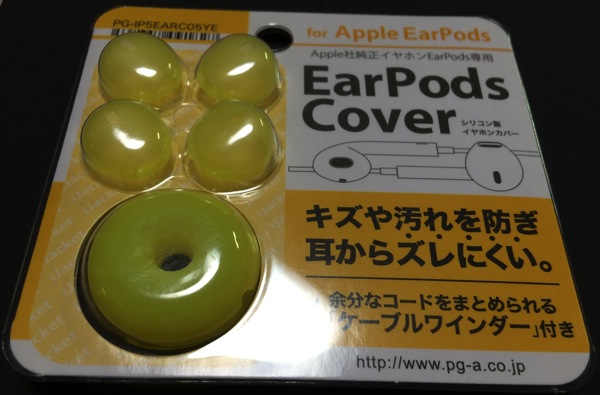 PG-IP5EARC05YE
for Apple EarPods
Apple社純正イヤホンEarPods専用
EarPods
Cover
シリコン製
イヤホンカバー
キズや汚れを防ぎ
耳からズレにくい。
余分なコードをまとめられる
「ケーブルワインダー」付き
http://www.pg-a.co.jp
iJacket
iJacket
iJacket